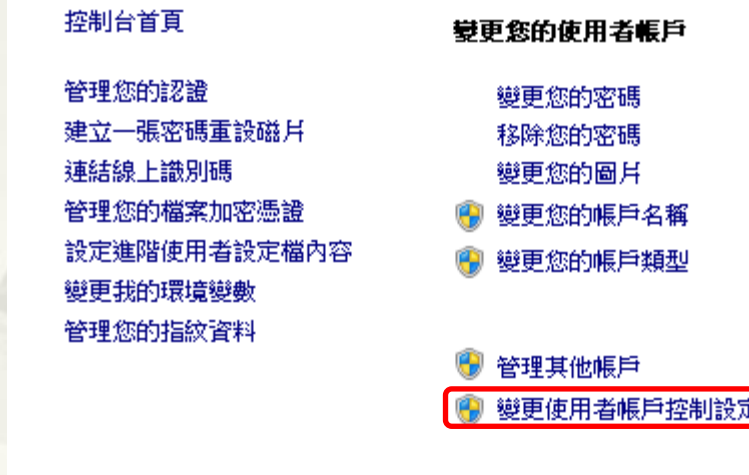 控制台首頁
管理您的認證
建立一張密碼重設磁片
連結線上識別碼
管理您的檔案加密憑證
設定進階使用者設定檔內容
變更我的環境變數
管理您的指紋資料
變更您的使用者帳戶
變更您的密碼
移除您的密碼
變更您的圖片
變更您的帳戶名稱
變更您的帳戶類型
管理其他帳戶
變更使用者帳戶控制設定